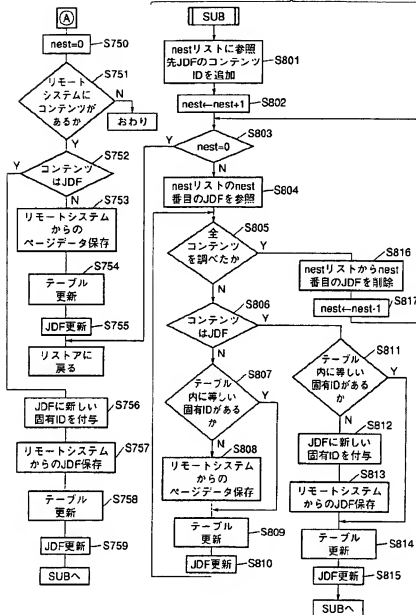 A
nest=0
S750
S751
リモート
システムに
コンテンツが
あるか
N
おわり
Y
S752
Y
コンテンツ
はJDF
N
S753
リモートシステム
からの
ページデータ保存
S754
テーブル
更新
JDF更新
S755
リストアに
戻る
JDFに新しい
固有IDを付与
S756
リモートシステム
からのJDF保存
S757
テーブル
更新
S758
JDF更新
S759
SUBへ
SUB
nestリストに参照
先JDFのコンテンツ
IDを追加
S801
nest←nest+1
S802
S803
Y
nest=0
N
nestリストのnest
番目のJDFを参照
S804
S805
全
コンテンツ
を調べたか
Y
N
S816
nestリストからnest
番目のJDFを削除
nest←nest-1
S817
S806
コンテンツ
はJDF
Y
N
S807
テーブル
内に等しい
固有IDがある
か
Y
N
S808
リモートシステム
からの
ページデータ保存
テーブル
更新
S809
JDF更新
S810
S811
テーブル
内に等しい
固有IDがある
か
Y
N
S812
JDFに新しい
固有IDを付与
S813
リモートシステム
からのJDF保存
テーブル
更新
S814
JDF更新
S815
SUBへ